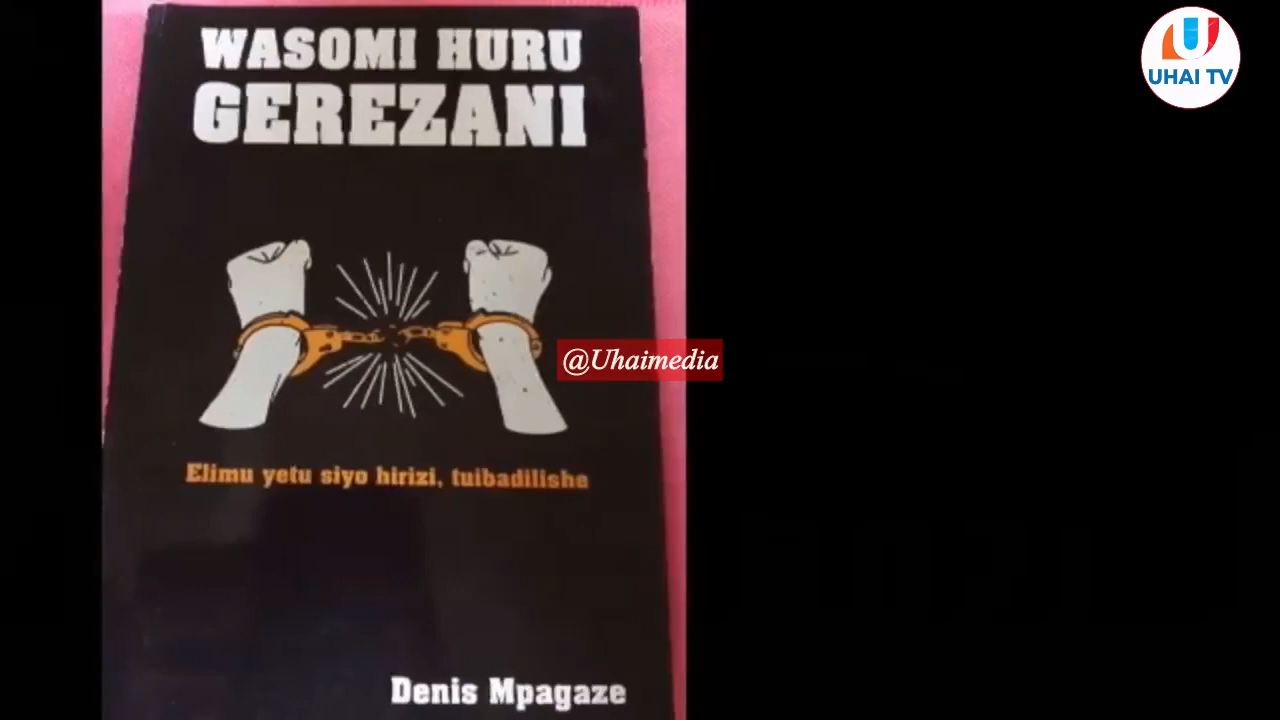 WASOMI HURU
GEREZANI
UHAI TV
@Uhaimedia
Elimu yetu siyo hirizi, tuibadilishe
Denis Mpagaze